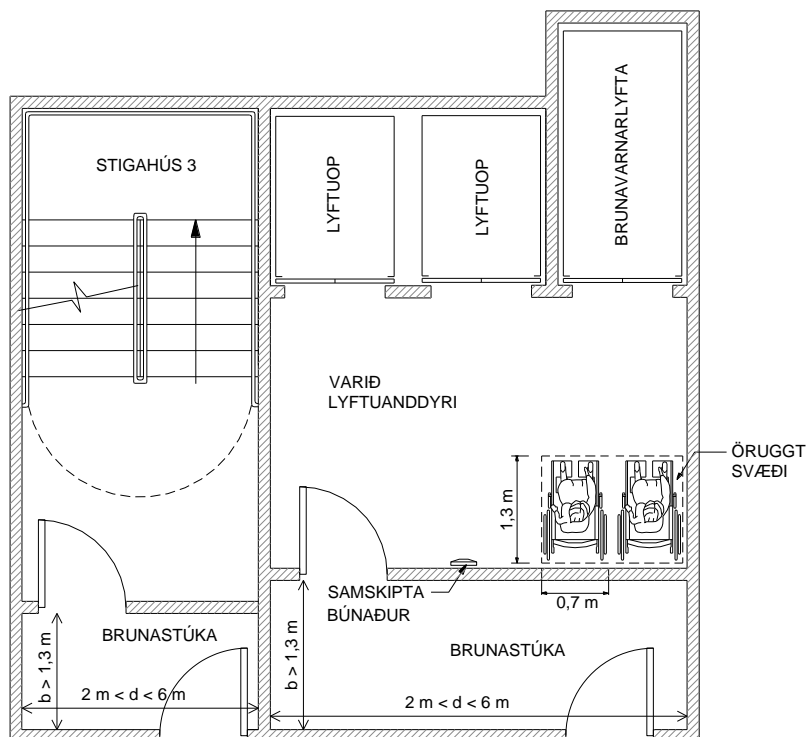 STIGAHÚS 3
LYFTUOP
LYFTUOP
BRUNAVARNARLYFTA
VARIÐ
LYFTUANDDYRI
ÖRUGGT
SVÆÐI
1,3 m
SAMSKIPTA
BÚNAÐUR
0,7 m
BRUNASTÚKA
b > 1,3 m
2 m < d < 6 m
b > 1,3 m
BRUNASTÚKA
2 m < d < 6 m